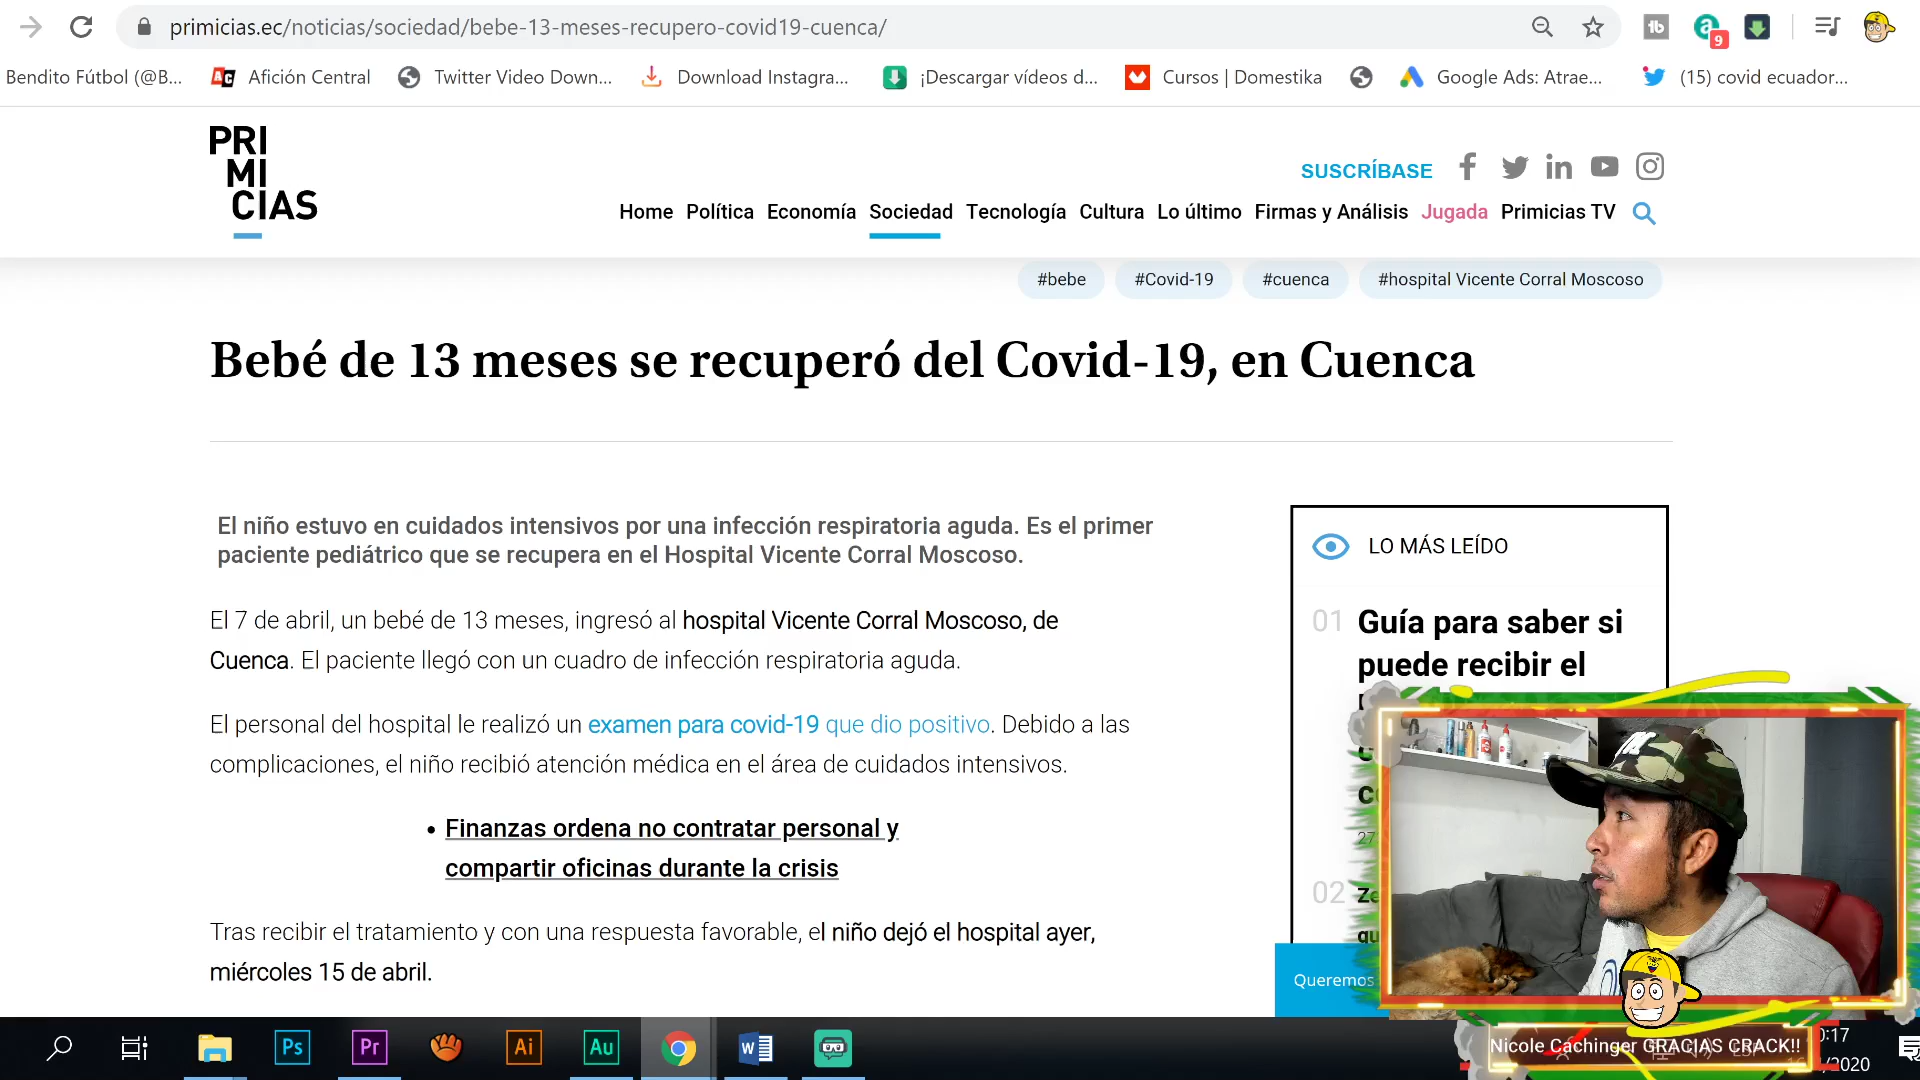 primicias.ec/noticias/sociedad/bebe-13-meses-recupero-covid19-cuenca/
9
Bendito Fútbol (@B... Afición Central Twitter Video Down... Download Instagra... ¡Descargar vídeos d... Cursos | Domestika Google Ads: Atrae... (15) covid ecuador...
PRI
MI
CIAS
SUSCRÍBASE
Home Política Economía Sociedad Tecnología Cultura Lo último Firmas y Análisis Jugada Primicias TV
#bebe #Covid-19 #cuenca #hospital Vicente Corral Moscoso
Bebé de 13 meses se recuperó del Covid-19, en Cuenca
El niño estuvo en cuidados intensivos por una infección respiratoria aguda. Es el primer
paciente pediátrico que se recupera en el Hospital Vicente Corral Moscoso.
El 7 de abril, un bebé de 13 meses, ingresó al hospital Vicente Corral Moscoso, de
Cuenca. El paciente llegó con un cuadro de infección respiratoria aguda.
El personal del hospital le realizó un examen para covid-19 que dio positivo. Debido a las
complicaciones, el niño recibió atención médica en el área de cuidados intensivos.
• Finanzas ordena no contratar personal y
compartir oficinas durante la crisis
Tras recibir el tratamiento y con una respuesta favorable, el niño dejó el hospital ayer,
miércoles 15 de abril.
LO MÁS LEÍDO
01 Guía para saber si
puede recibir el
27
02
qu
Queremos
Ps Pr Ai Au
Nicole Cachinger GRACIAS CRACK!!
0:17
/2020